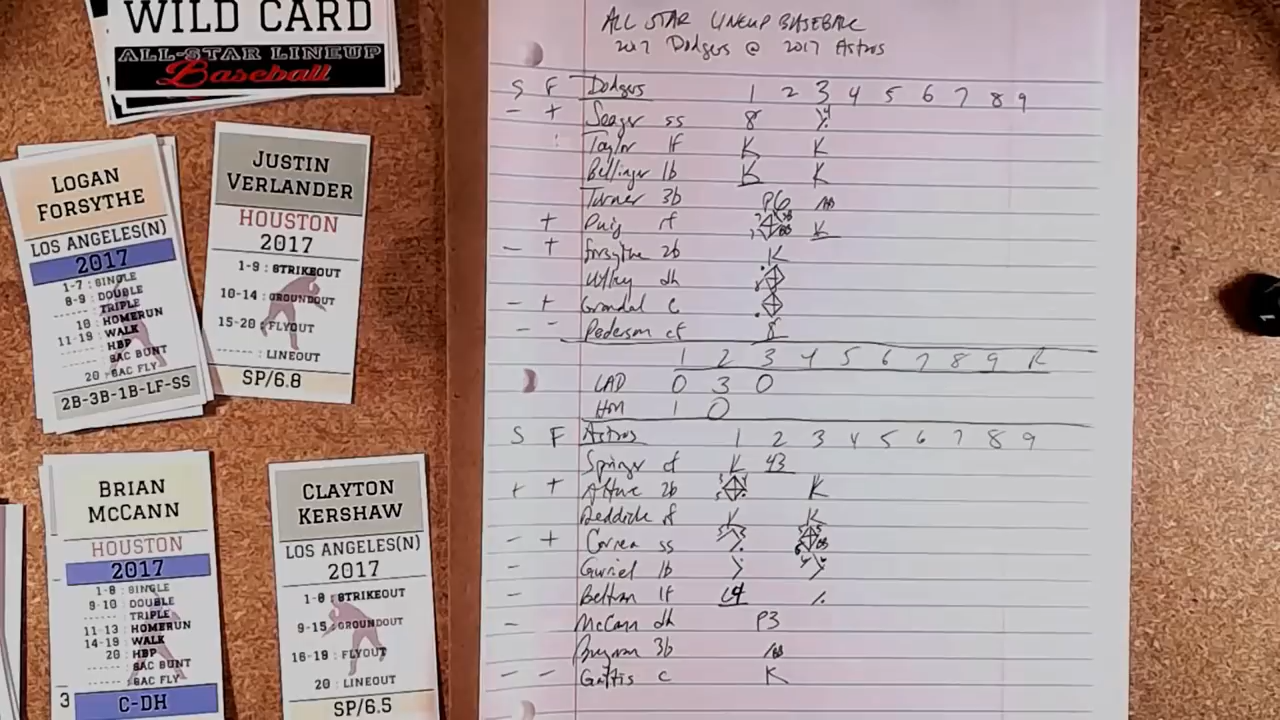 WILD CARD
ALL-STAR LINEUP
Baseball
LOGAN
FORSYTHE
LOS ANGELES(N)
2017
1-7 : SINGLE
8-9 : DOUBLE
------ : TRIPLE
10 : HOMERUN
11-19 : WALK
------ : HBP
------ : SAC BUNT
20 : SAC FLY
2B-3B-1B-LF-SS
JUSTIN
VERLANDER
HOUSTON
2017
1-9 : STRIKEOUT
10-14 : GROUNDOUT
15-20 : FLYOUT
------ : LINEOUT
SP/6.8
BRIAN
McCANN
HOUSTON
2017
1-8 : SINGLE
9-10 : DOUBLE
------ : TRIPLE
11-13 : HOMERUN
14-19 : WALK
20 : HBP
------ : SAC BUNT
------ : SAC FLY
3
C-DH
CLAYTON
KERSHAW
LOS ANGELES(N)
2017
1-8 : STRIKEOUT
9-15 : GROUNDOUT
16-19 : FLYOUT
20 : LINEOUT
SP/6.5
ALL STAR LINEUP BASEBALL
2017 Dodgers @ 2017 Astros
S F Dodgers 1 2 3 4 5 6 7 8 9
- + Seager ss 8
Taylor lf K K
Bellinger 1b K K
Turner 3b P6
+ Puig rf K
- + Forsythe 2b K
Utley dh
- + Grandal c
- - Pederson cf 8
1 2 3 4 5 6 7 8 9 R
LAD 0 3 0
HOU 1 0
S F Astros 1 2 3 4 5 6 7 8 9
Springer cf K 43
+ + Altuve 2b K
Reddick rf K K
- + Correa ss
- Gurriel 1b
- Beltran lf L4
- McCann dh P3
Bregman 3b
- - Gattis c K